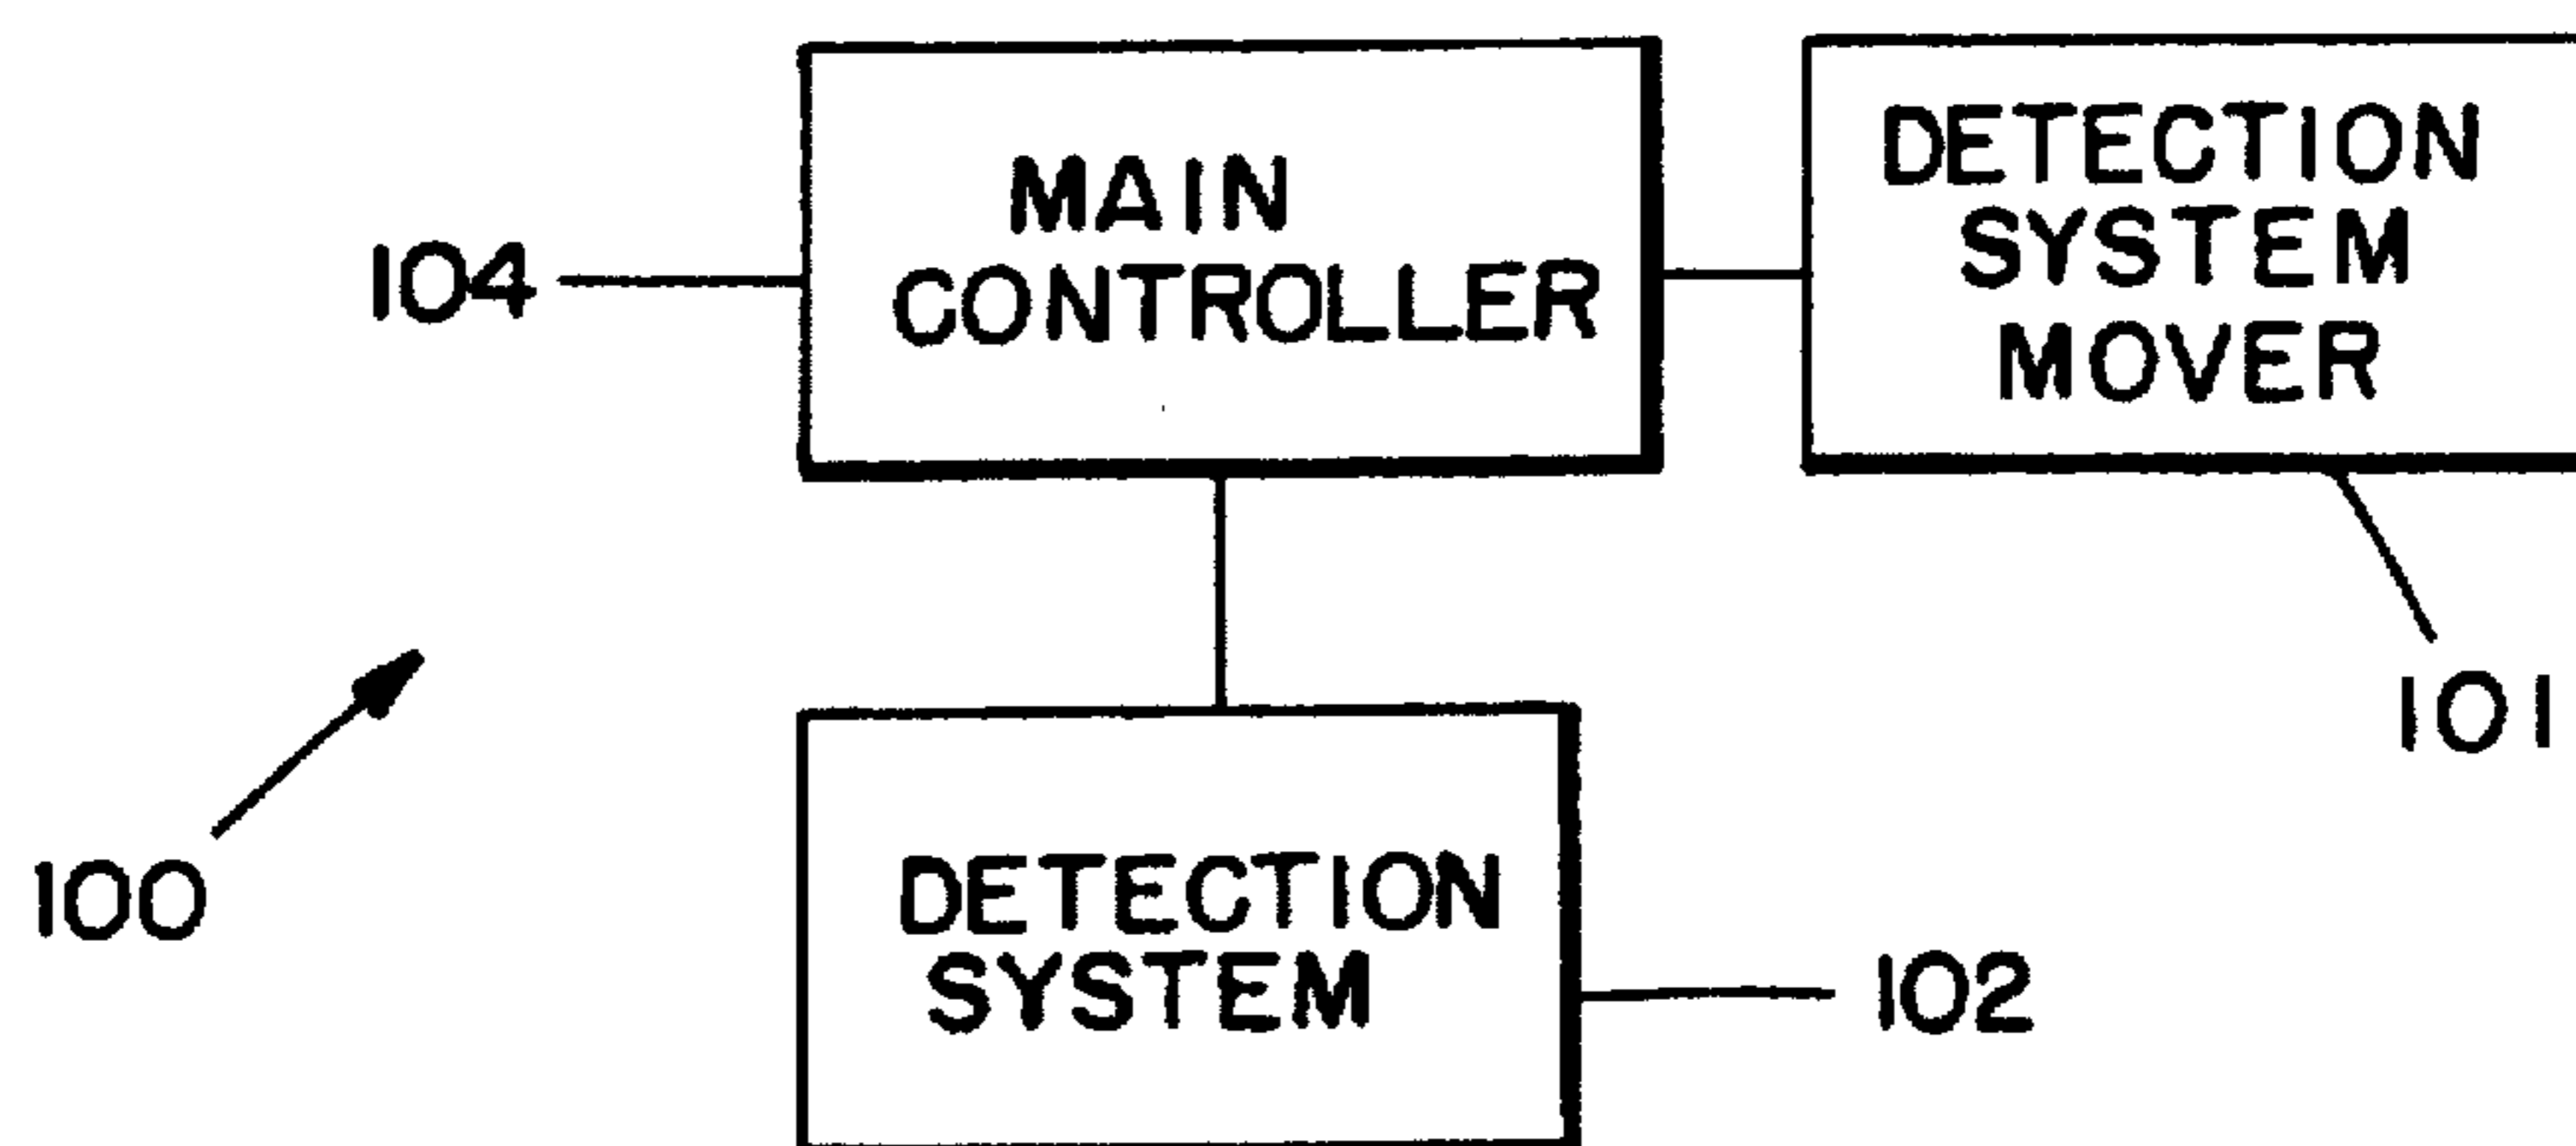 MAIN
CONTROLLER
104
DETECTION
SYSTEM
MOVER
101
100
DETECTION
SYSTEM
102